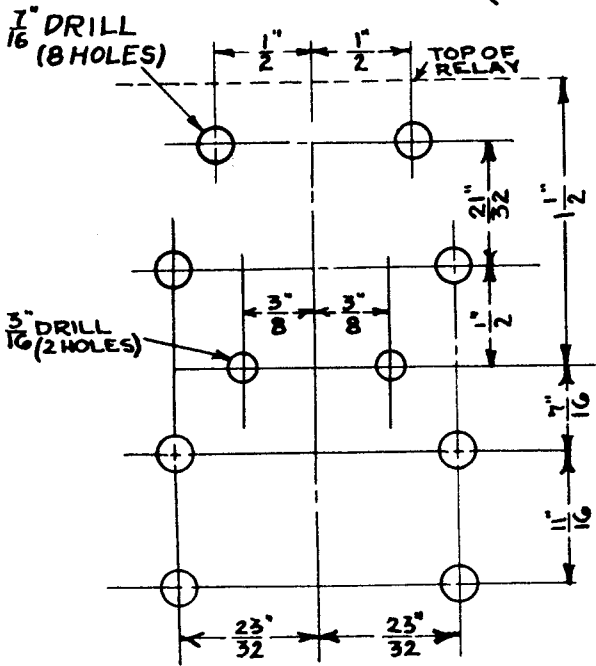 7/16" DRILL
(8 HOLES)
1/2"
1/2"
TOP OF
RELAY
21/32"
1 1/2"
3/8"
3/8"
1/2"
3/16" DRILL
(2 HOLES)
7/16"
11/16"
23/32"
23/32"